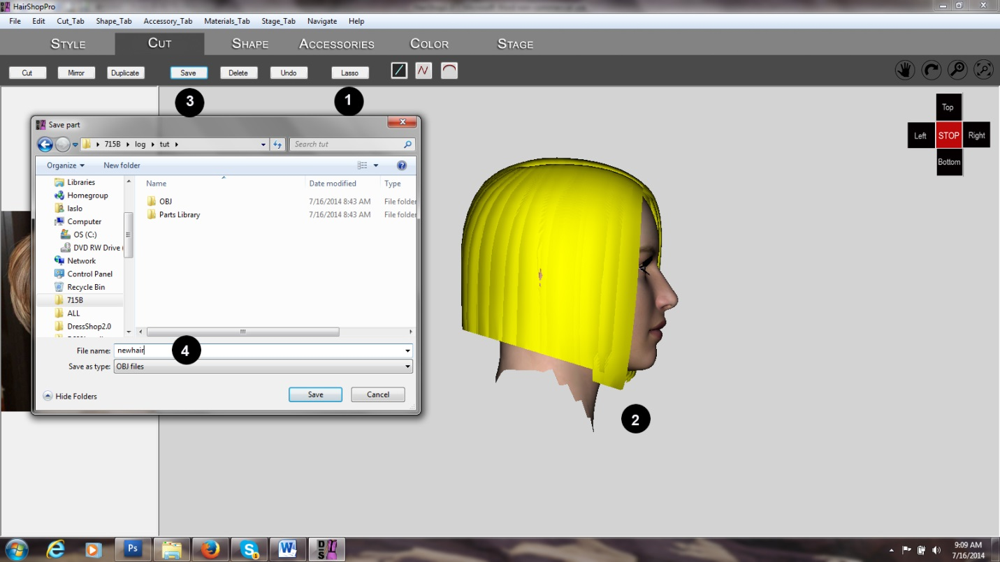 HairShopPro
File Edit Cut_Tab Shape_Tab Accessory_Tab Materials_Tab Stage_Tab Navigate Help
STYLE CUT SHAPE ACCESSORIES COLOR STAGE
Cut Mirror Duplicate Save Delete Undo Lasso
3 1
Top
Left STOP Right
Bottom
Save part
715B log tut Search tut
Organize New folder
Name Date modified Type
Libraries
Homegroup
laslo
Computer
OS (C:)
DVD RW Drive (
Network
Control Panel
Recycle Bin
715B
ALL
DressShop2.0
OBJ 7/16/2014 8:43 AM File folder
Parts Library 7/16/2014 8:43 AM File folder
File name: newhair
4
Save as type: OBJ files
Hide Folders Save Cancel
2
Ps
9:09 AM
7/16/2014